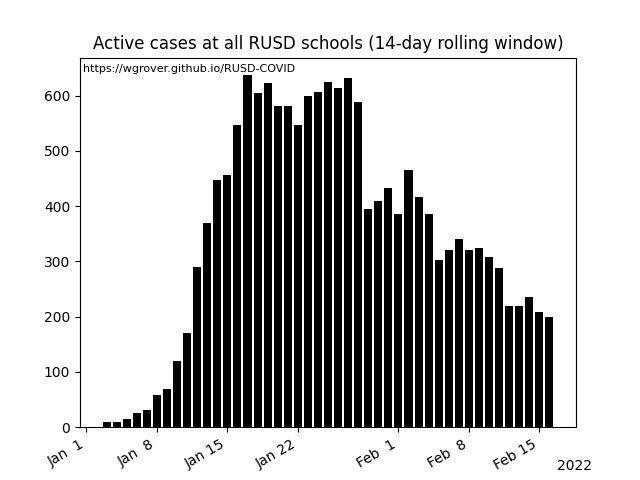 Active cases at all RUSD schools (14-day rolling window)
https://wgrover.github.io/RUSD-COVID
600
500
400
300
200
100
0
Jan 1
Jan 8
Jan 15
Jan 22
Feb 1
Feb 8
Feb 15
2022